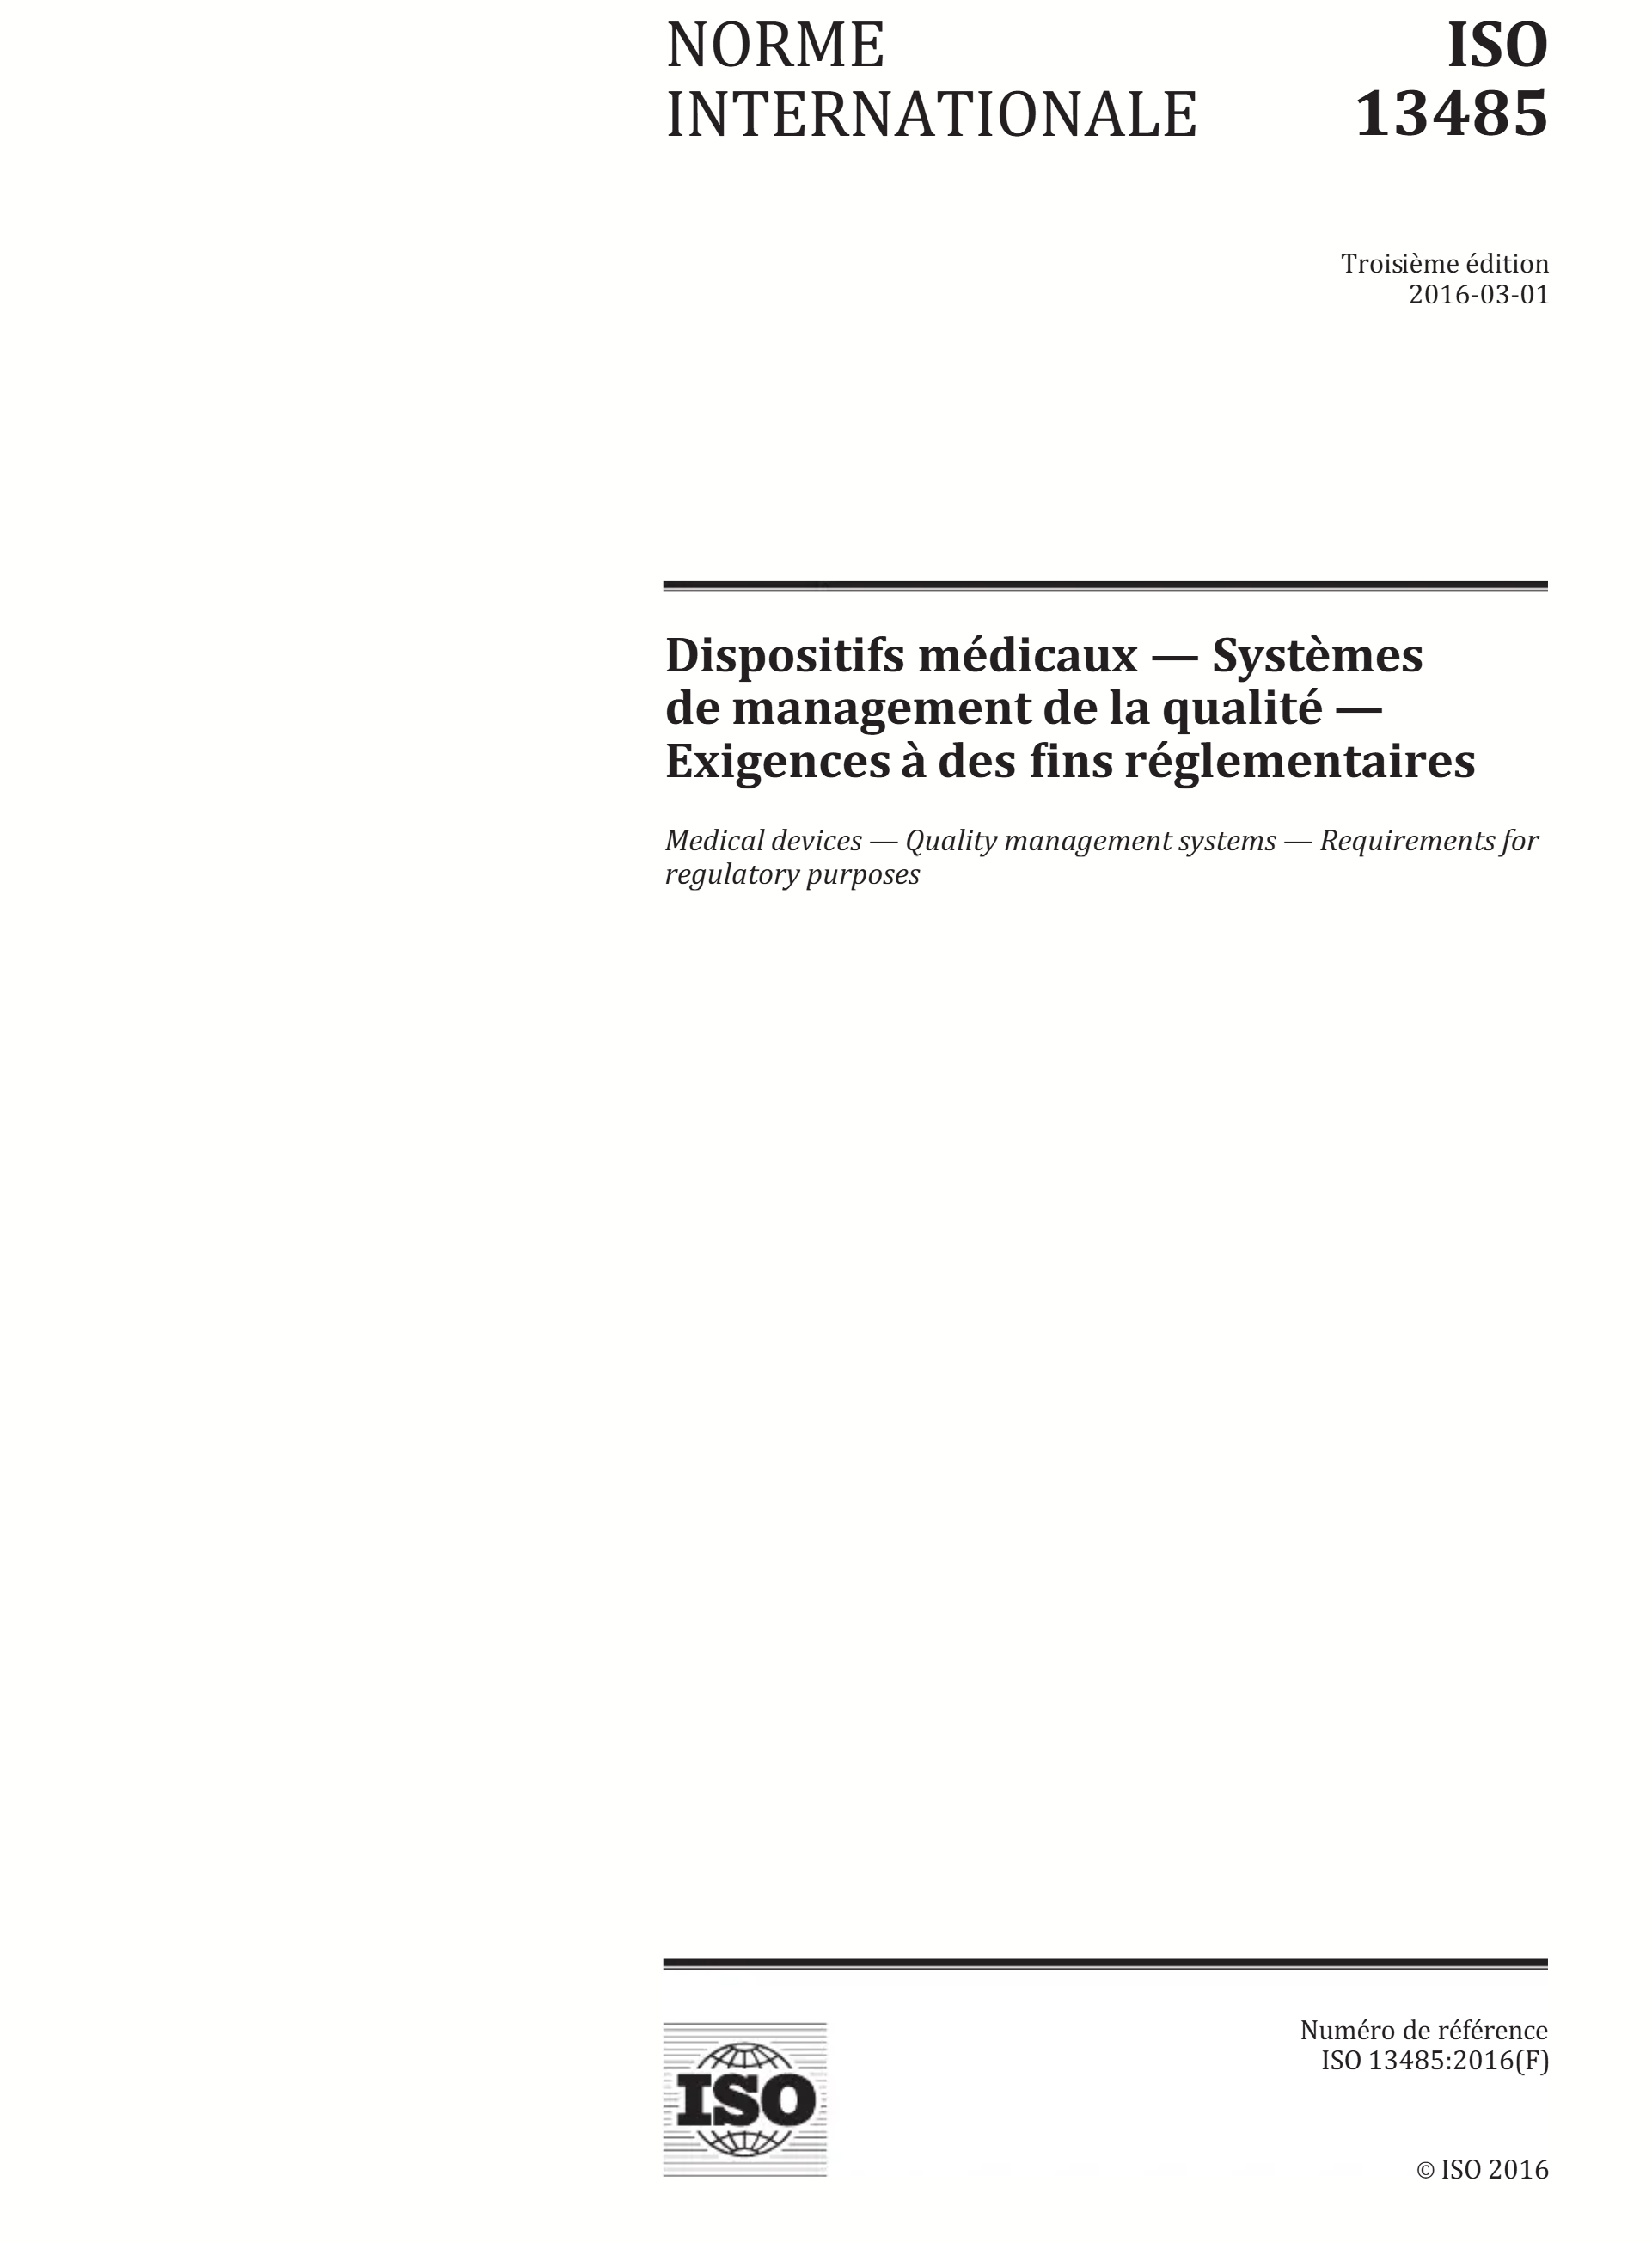 NORME
INTERNATIONALE
ISO
13485
Troisième édition
2016-03-01
Dispositifs médicaux — Systèmes
de management de la qualité —
Exigences à des fins réglementaires
Medical devices — Quality management systems — Requirements for
regulatory purposes
ISO
Numéro de référence
ISO 13485:2016(F)
© ISO 2016